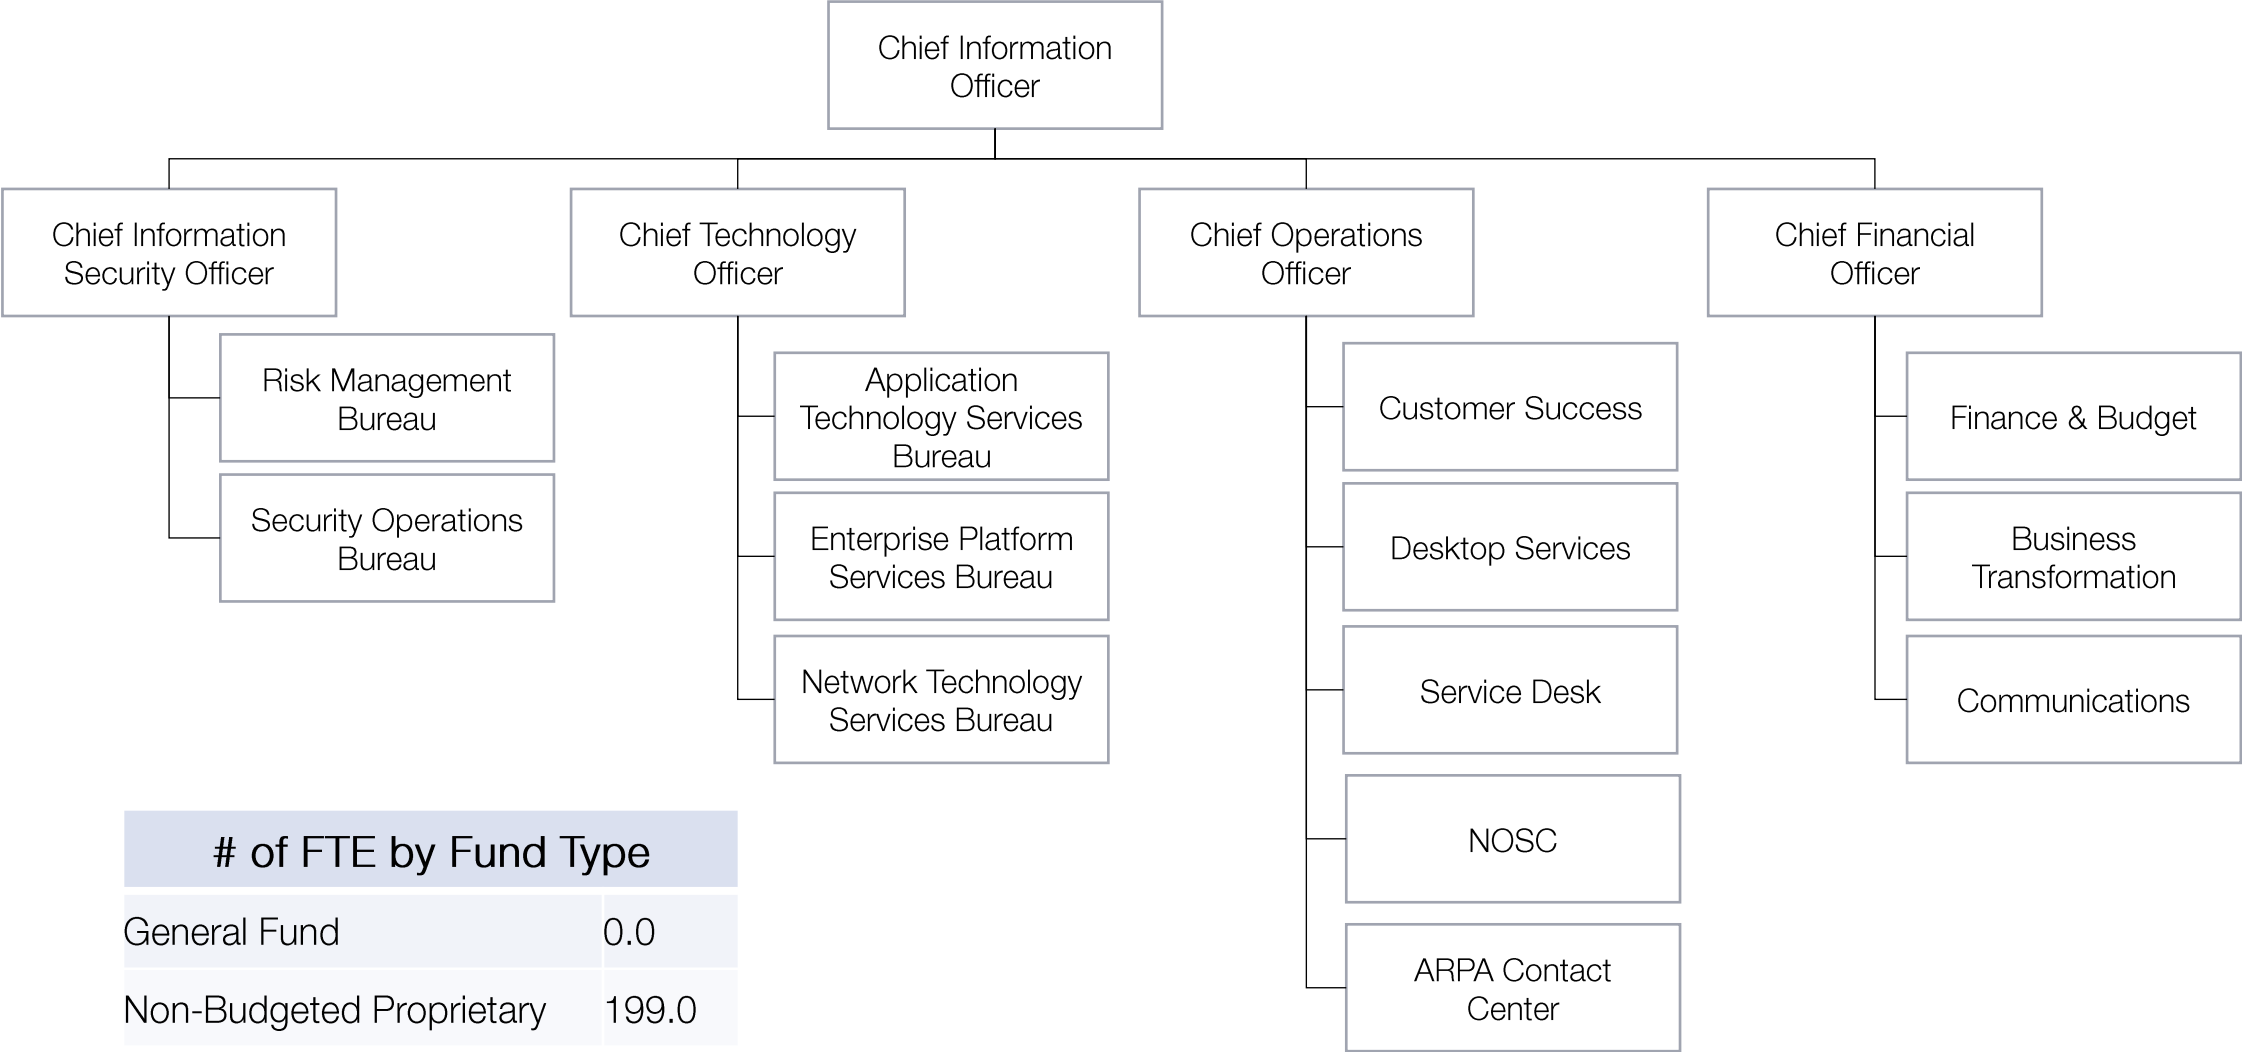 Chief Information
Officer
Chief Information
Security Officer
Chief Technology
Officer
Chief Operations
Officer
Chief Financial
Officer
Risk Management
Bureau
Security Operations
Bureau
Application
Technology Services
Bureau
Enterprise Platform
Services Bureau
Network Technology
Services Bureau
Customer Success
Desktop Services
Service Desk
NOSC
ARPA Contact
Center
Finance & Budget
Business
Transformation
Communications
# of FTE by Fund Type
General Fund 0.0
Non-Budgeted Proprietary 199.0